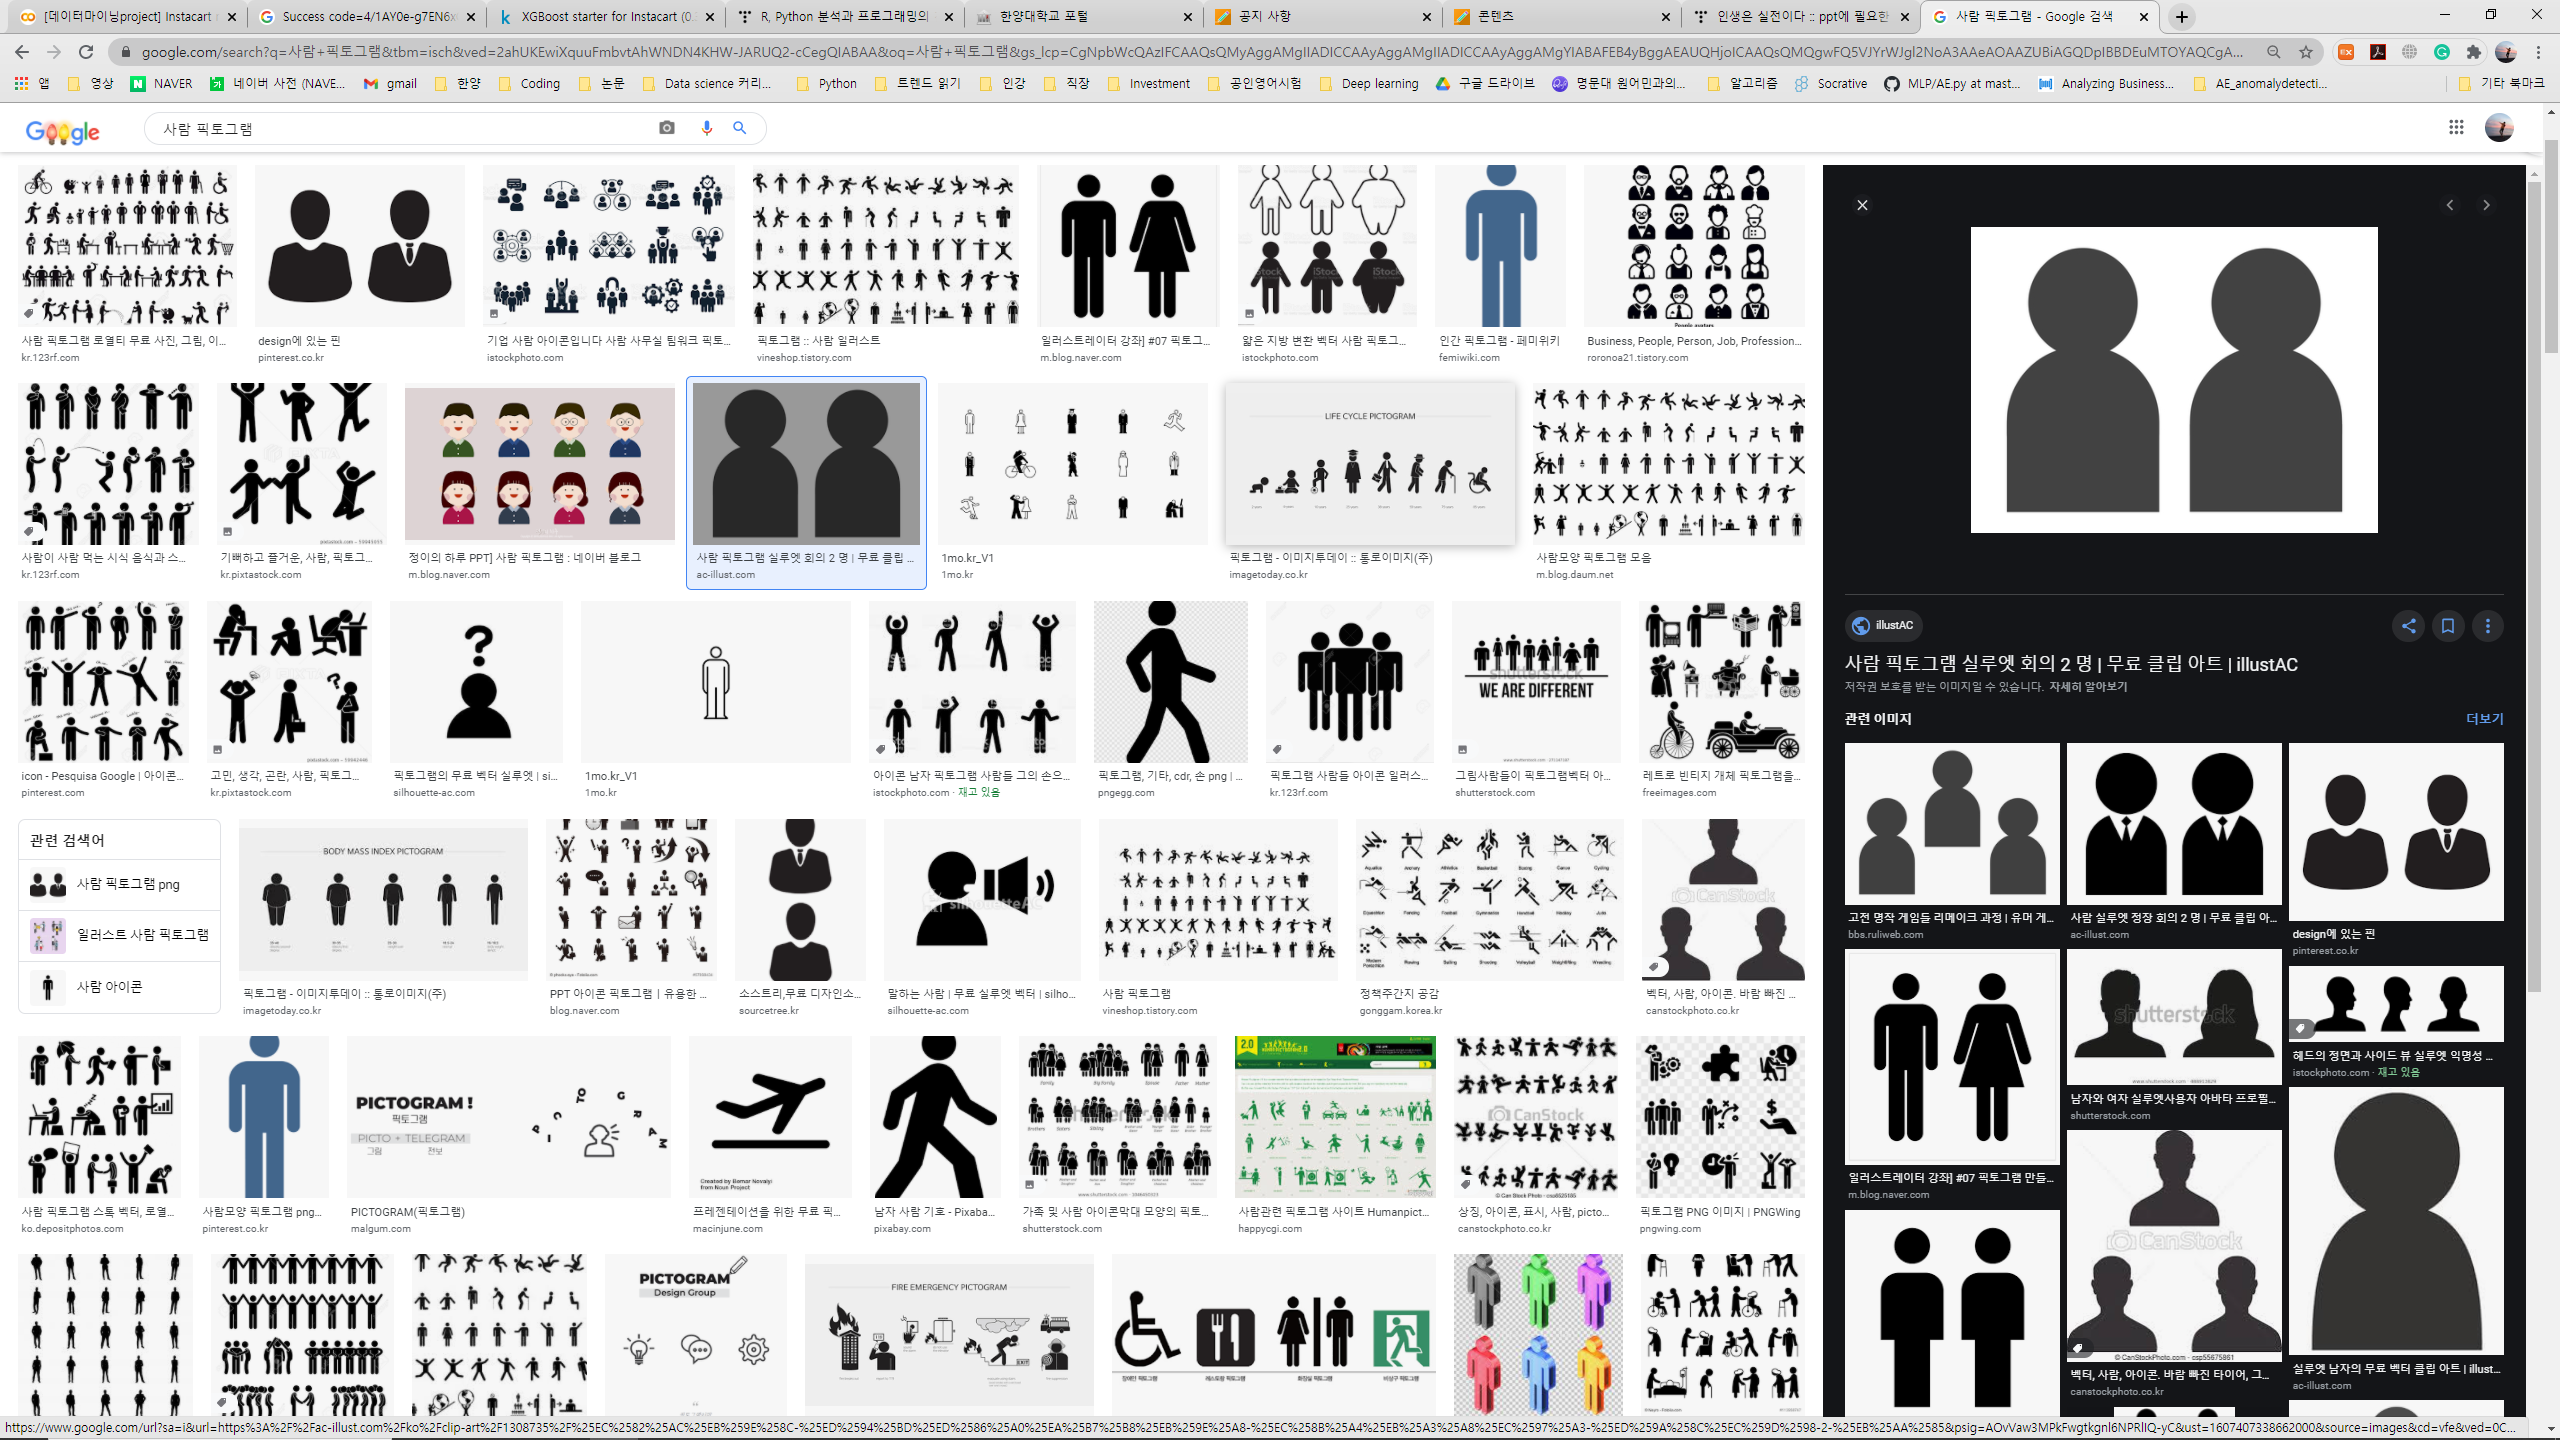 [데이터마이닝project] Instacart
Success code=4/1AY0e-g7EN6x
XGBoost starter for Instacart (0.
R, Python 분석과 프로그래밍의
한양대학교 포털
공지 사항
콘텐츠
인생은 실전이다 :: ppt에 필요한
사람 픽토그램 - Google 검색
앱
영상
NAVER
네이버 사전 (NAVE...
gmail
한양
Coding
논문
Data science 커리...
Python
트렌드 읽기
인강
직장
Investment
공인영어시험
Deep learning
구글 드라이브
명문대 원어민과의...
알고리즘
Socrative
MLP/AE.py at mast...
Analyzing Business...
AE_anomalydetecti...
기타 북마크
Google
사람 픽토그램
사람 픽토그램 로열티 무료 사진, 그림, 이...
kr.123rf.com
design에 있는 핀
pinterest.co.kr
기업 사람 아이콘입니다 사람 사무실 팀워크 픽토...
istockphoto.com
픽토그램 :: 사람 일러스트
vineshop.tistory.com
일러스트레이터 강좌] #07 픽토그...
m.blog.naver.com
얇은 지방 변환 벡터 사람 픽토그...
istockphoto.com
인간 픽토그램 - 페미위키
femiwiki.com
People avatars
Business, People, Person, Job, Profession...
roronoa21.tistory.com
사람이 사람 먹는 시식 음식과 스...
kr.123rf.com
기뻐하고 즐거운, 사람, 픽토그...
kr.pixtastock.com
정이의 하루 PPT] 사람 픽토그램 : 네이버 블로그
m.blog.naver.com
사람 픽토그램 실루엣 회의 2 명 | 무료 클립 ...
ac-illust.com
1mo.kr_V1
1mo.kr
LIFE CYCLE PICTOGRAM
픽토그램 - 이미지투데이 :: 통로이미지(주)
imagetoday.co.kr
사람모양 픽토그램 모음
m.blog.daum.net
icon - Pesquisa Google | 아이콘...
pinterest.com
고민, 생각, 곤란, 사람, 픽토그...
kr.pixtastock.com
픽토그램의 무료 벡터 실루엣 | si...
silhouette-ac.com
1mo.kr_V1
1mo.kr
아이콘 남자 픽토그램 사람들 그의 손으...
istockphoto.com · 재고 있음
픽토그램, 기타, cdr, 손 png | ...
pngegg.com
픽토그램 사람들 아이콘 일러스...
kr.123rf.com
shutterstock
WE ARE DIFFERENT
그림사람들이 픽토그램벡터 아...
shutterstock.com
레트로 빈티지 개체 픽토그램을...
freeimages.com
관련 검색어
사람 픽토그램 png
일러스트 사람 픽토그램
사람 아이콘
BODY MASS INDEX PICTOGRAM
픽토그램 - 이미지투데이 :: 통로이미지(주)
imagetoday.co.kr
PPT 아이콘 픽토그램 | 유용한 ...
blog.naver.com
소스트리,무료 디자인소...
sourcetree.kr
말하는 사람 | 무료 실루엣 벡터 | silho...
silhouette-ac.com
사람 픽토그램
vineshop.tistory.com
정책주간지 공감
gonggam.korea.kr
CanStock
벡터, 사람, 아이콘. 바람 빠진 ...
canstockphoto.co.kr
사람 픽토그램 스톡 벡터, 로열...
ko.depositphotos.com
사람모양 픽토그램 png...
pinterest.co.kr
PICTOGRAM !
픽토그램
PICTO + TELEGRAM
그림 전보
PICTOGRAM(픽토그램)
malgum.com
Created by Bemar Novalyi
from Noun Project
프레젠테이션을 위한 무료 픽...
macinjune.com
남자 사람 기호 - Pixaba...
pixabay.com
가족 및 사람 아이콘막대 모양의 픽토...
shutterstock.com
사람관련 픽토그램 사이트 Humanpict...
happycgi.com
CanStock
상징, 아이콘, 표시, 사람, picto...
canstockphoto.co.kr
픽토그램 PNG 이미지 | PNGWing
pngwing.com
PICTOGRAM
Design Group
FIRE EMERGENCY PICTOGRAM
장애인 픽토그램
레스토랑 픽토그램
화장실 픽토그램
비상구 픽토그램
illustAC
사람 픽토그램 실루엣 회의 2 명 | 무료 클립 아트 | illustAC
저작권 보호를 받는 이미지일 수 있습니다. 자세히 알아보기
관련 이미지
더보기
고전 명작 게임들 리메이크 과정 | 유머 게...
bbs.ruliweb.com
사람 실루엣 정장 회의 2 명 | 무료 클립 아...
ac-illust.com
design에 있는 핀
pinterest.co.kr
일러스트레이터 강좌] #07 픽토그램 만들...
m.blog.naver.com
shutterstock
남자와 여자 실루엣사용자 아바타 프로필...
shutterstock.com
헤드의 정면과 사이드 뷰 실루엣 익명성 ...
istockphoto.com · 재고 있음
CanStock
벡터, 사람, 아이콘. 바람 빠진 타이어, 그...
canstockphoto.co.kr
실루엣 남자의 무료 벡터 클립 아트 | illust...
ac-illust.com